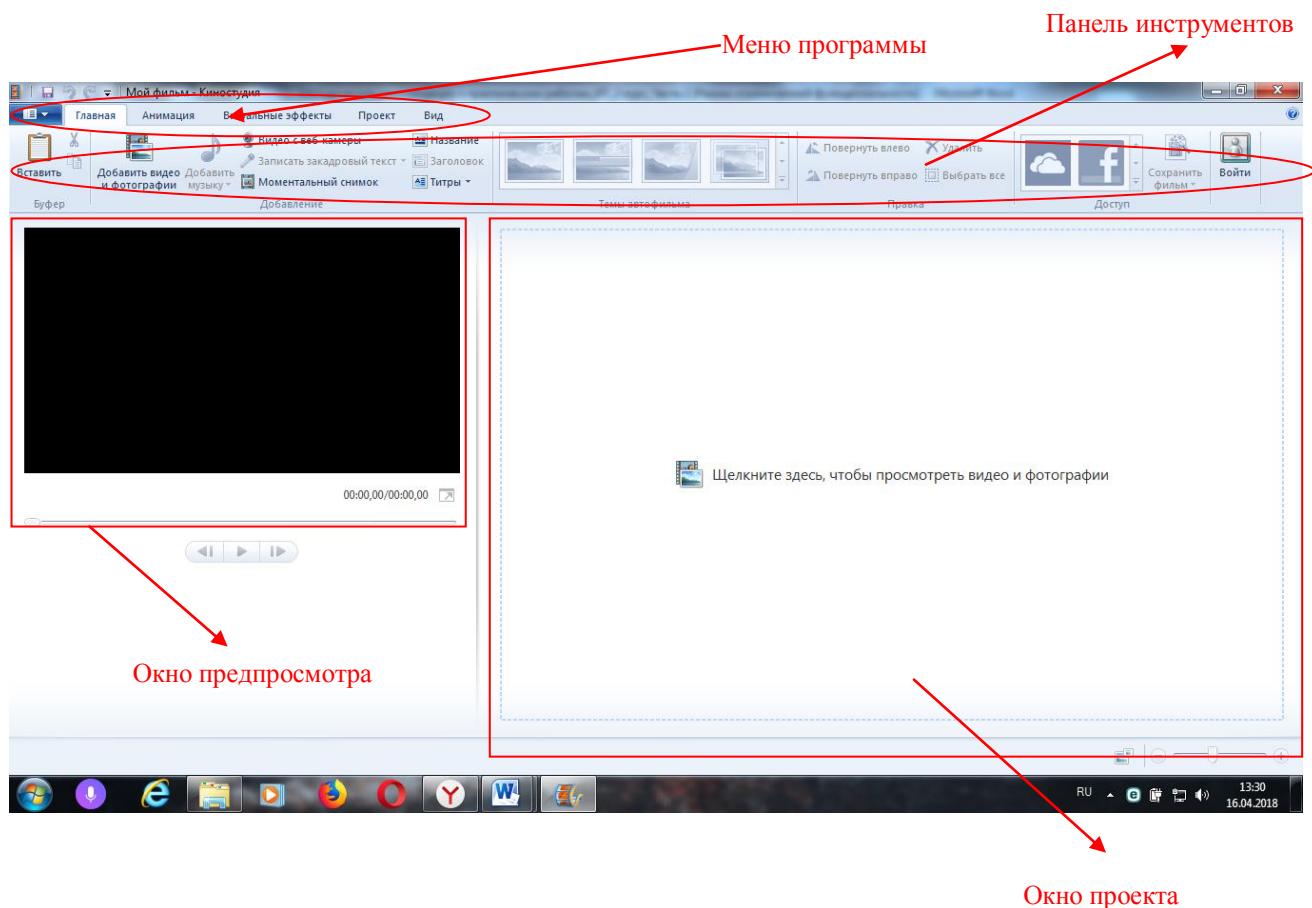 Панель инструментов
Меню программы
Мой фильм - Киностудия
Главная Анимация Визуальные эффекты Проект Вид
Вставить
Добавить видео и фотографии
Добавить музыку
Видео с веб-камеры
Записать закадровый текст
Моментальный снимок
Название
Заголовок
Титры
Повернуть влево
Повернуть вправо
Удалить
Выбрать все
Сохранить фильм
Войти
Буфер Добавление Темы автофильма Правка Доступ
Щелкните здесь, чтобы просмотреть видео и фотографии
00:00,00/00:00,00
Окно предпросмотра
RU
13:30
16.04.2018
Окно проекта